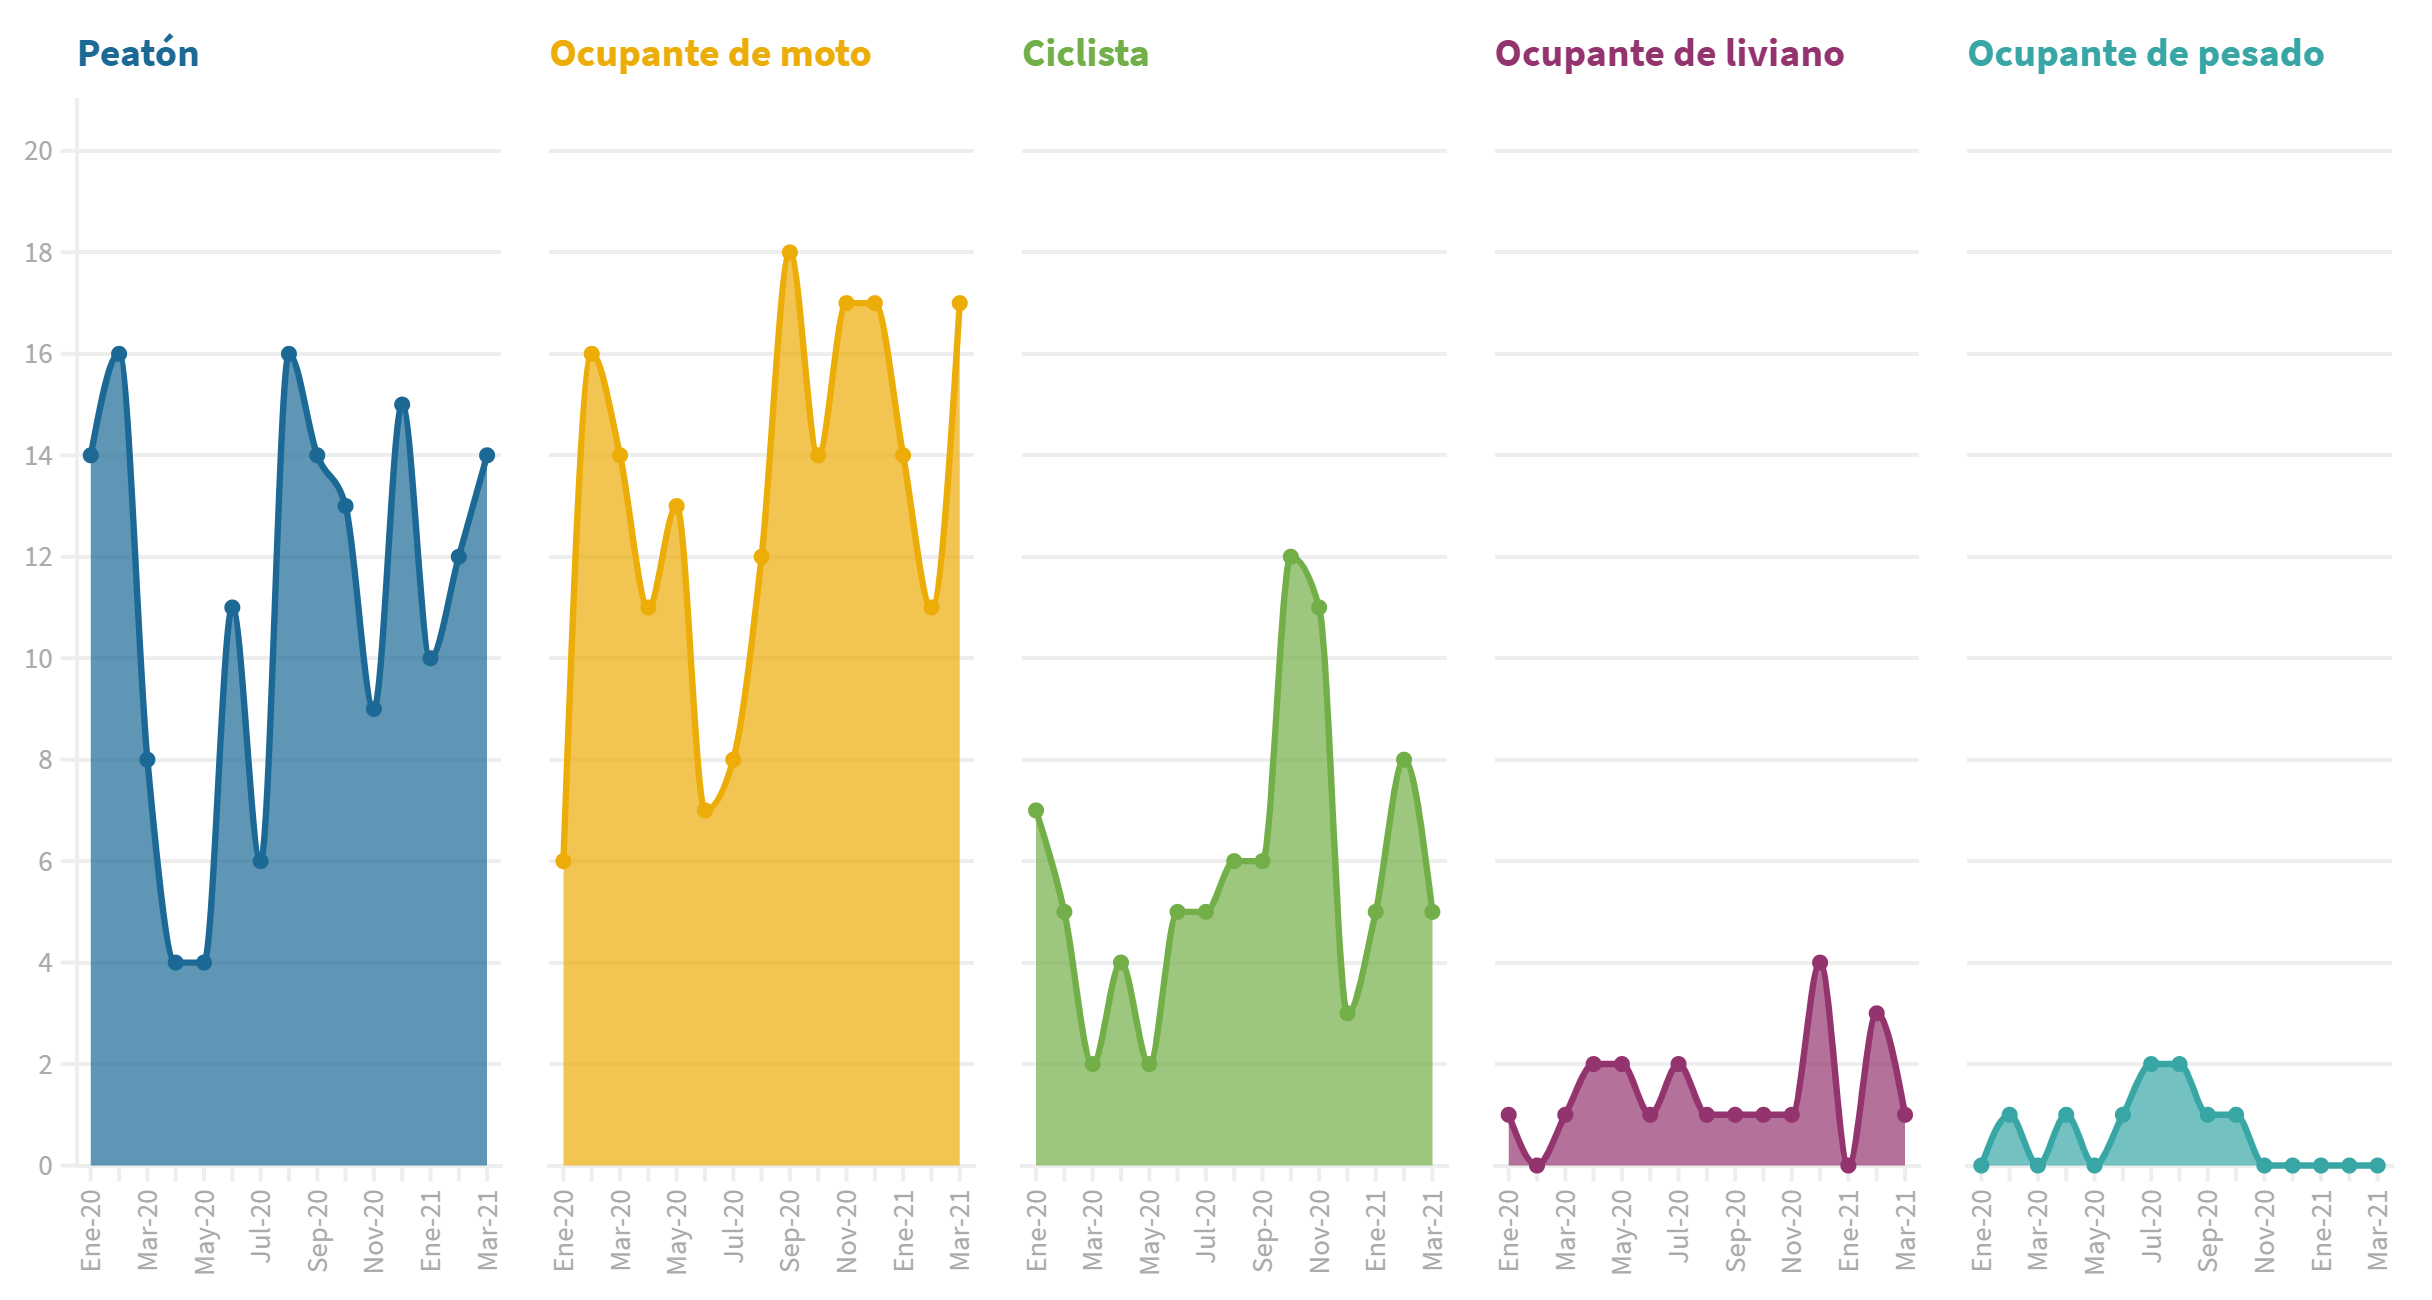 Peatón
Ocupante de moto
Ciclista
Ocupante de liviano
Ocupante de pesado
20
18
16
14
12
10
8
6
4
2
0
Ene-20 Mar-20 May-20 Jul-20 Sep-20 Nov-20 Ene-21 Mar-21
Ene-20 Mar-20 May-20 Jul-20 Sep-20 Nov-20 Ene-21 Mar-21
Ene-20 Mar-20 May-20 Jul-20 Sep-20 Nov-20 Ene-21 Mar-21
Ene-20 Mar-20 May-20 Jul-20 Sep-20 Nov-20 Ene-21 Mar-21
Ene-20 Mar-20 May-20 Jul-20 Sep-20 Nov-20 Ene-21 Mar-21